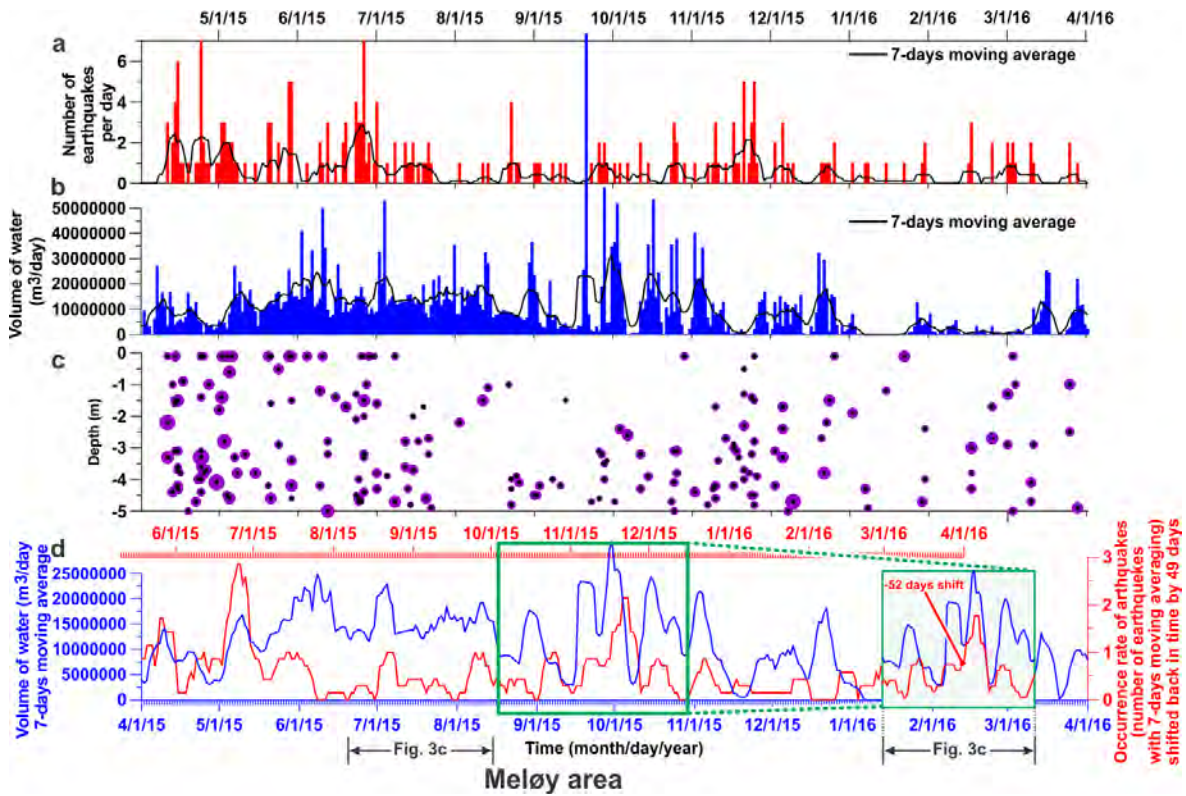 5/1/15 6/1/15 7/1/15 8/1/15 9/1/15 10/1/15 11/1/15 12/1/15 1/1/16 2/1/16 3/1/16 4/1/16
a
Number of
earthquakes
per day
6
4
2
0
7-days moving average
b
Volume of water
(m3/day)
50000000
40000000
30000000
20000000
10000000
0
7-days moving average
c
Depth (m)
0
-1
-2
-3
-4
-5
d
6/1/15 7/1/15 8/1/15 9/1/15 10/1/15 11/1/15 12/1/15 1/1/16 2/1/16 3/1/16 4/1/16
Volume of water (m3/day
7-days moving average
25000000
20000000
15000000
10000000
5000000
0
-52 days shift
3
2
1
0
Occurrence rate of arthquakes
(number of earthquekes
with 7-days moving averaging)
shifted back in time by 49 days
4/1/15 5/1/15 6/1/15 7/1/15 8/1/15 9/1/15 10/1/15 11/1/15 12/1/15 1/1/16 2/1/16 3/1/16 4/1/16
Fig. 3c
Time (month/day/year)
Fig. 3c
Meløy area